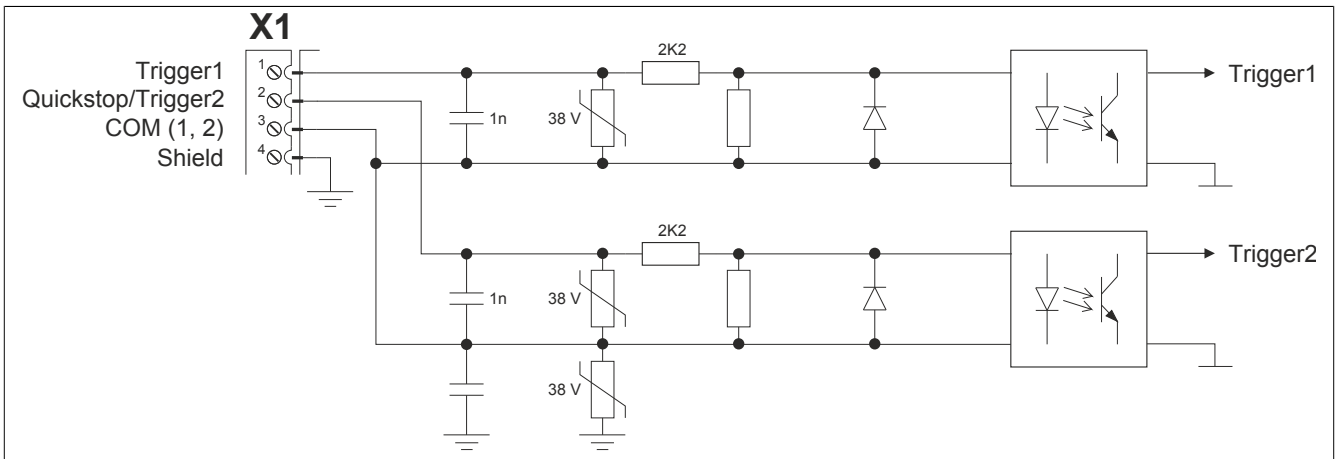 X1
Trigger1
Quickstop/Trigger2
COM (1, 2)
Shield
1
2
3
4
2K2
1n
38 V
Trigger1
2K2
1n
38 V
Trigger2
38 V